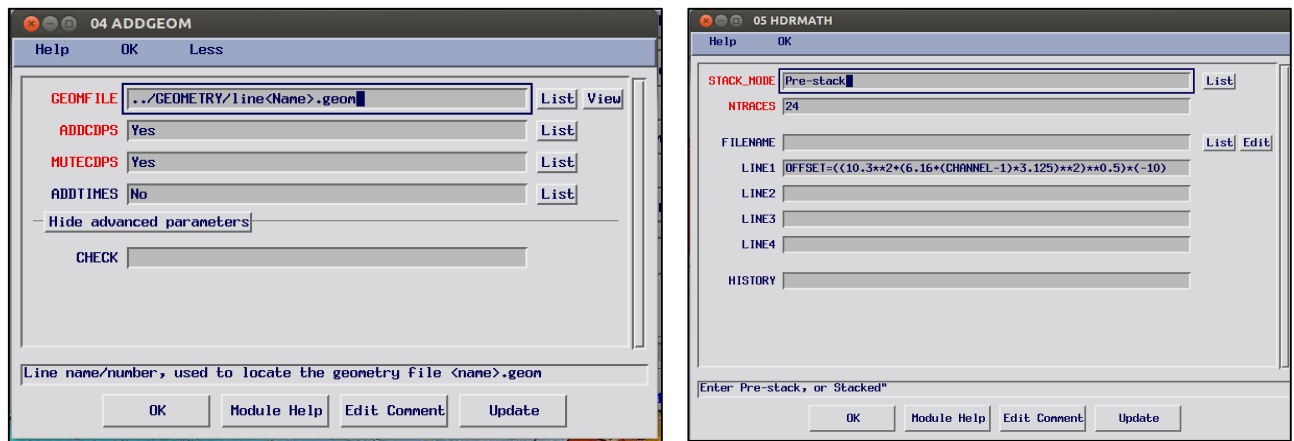 04 ADDGEOM
Help OK Less
GEOMFILE ../GEOMETRY/line<Name>.geom List View
ADDCDPS Yes List
MUTECDPS Yes List
ADDTIMES No List
Hide advanced parameters
CHECK
Line name/number, used to locate the geometry file <name>.geom
OK Module Help Edit Comment Update
05 HDRMATH
Help OK
STACK_MODE Pre-stack List
NTRACES 24
FILENAME List Edit
LINE1 OFFSET=((10.3**2+(6.16+(CHANNEL-1)*3.125)**2)**0.5)*(-10)
LINE2
LINE3
LINE4
HISTORY
Enter Pre-stack, or Stacked"
OK Module Help Edit Comment Update